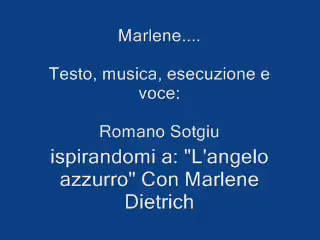 Marlene....
Testo, musica, esecuzione e
voce:
Romano Sotgiu
ispirandomi a: "L'angelo
azzurro" Con Marlene
Dietrich